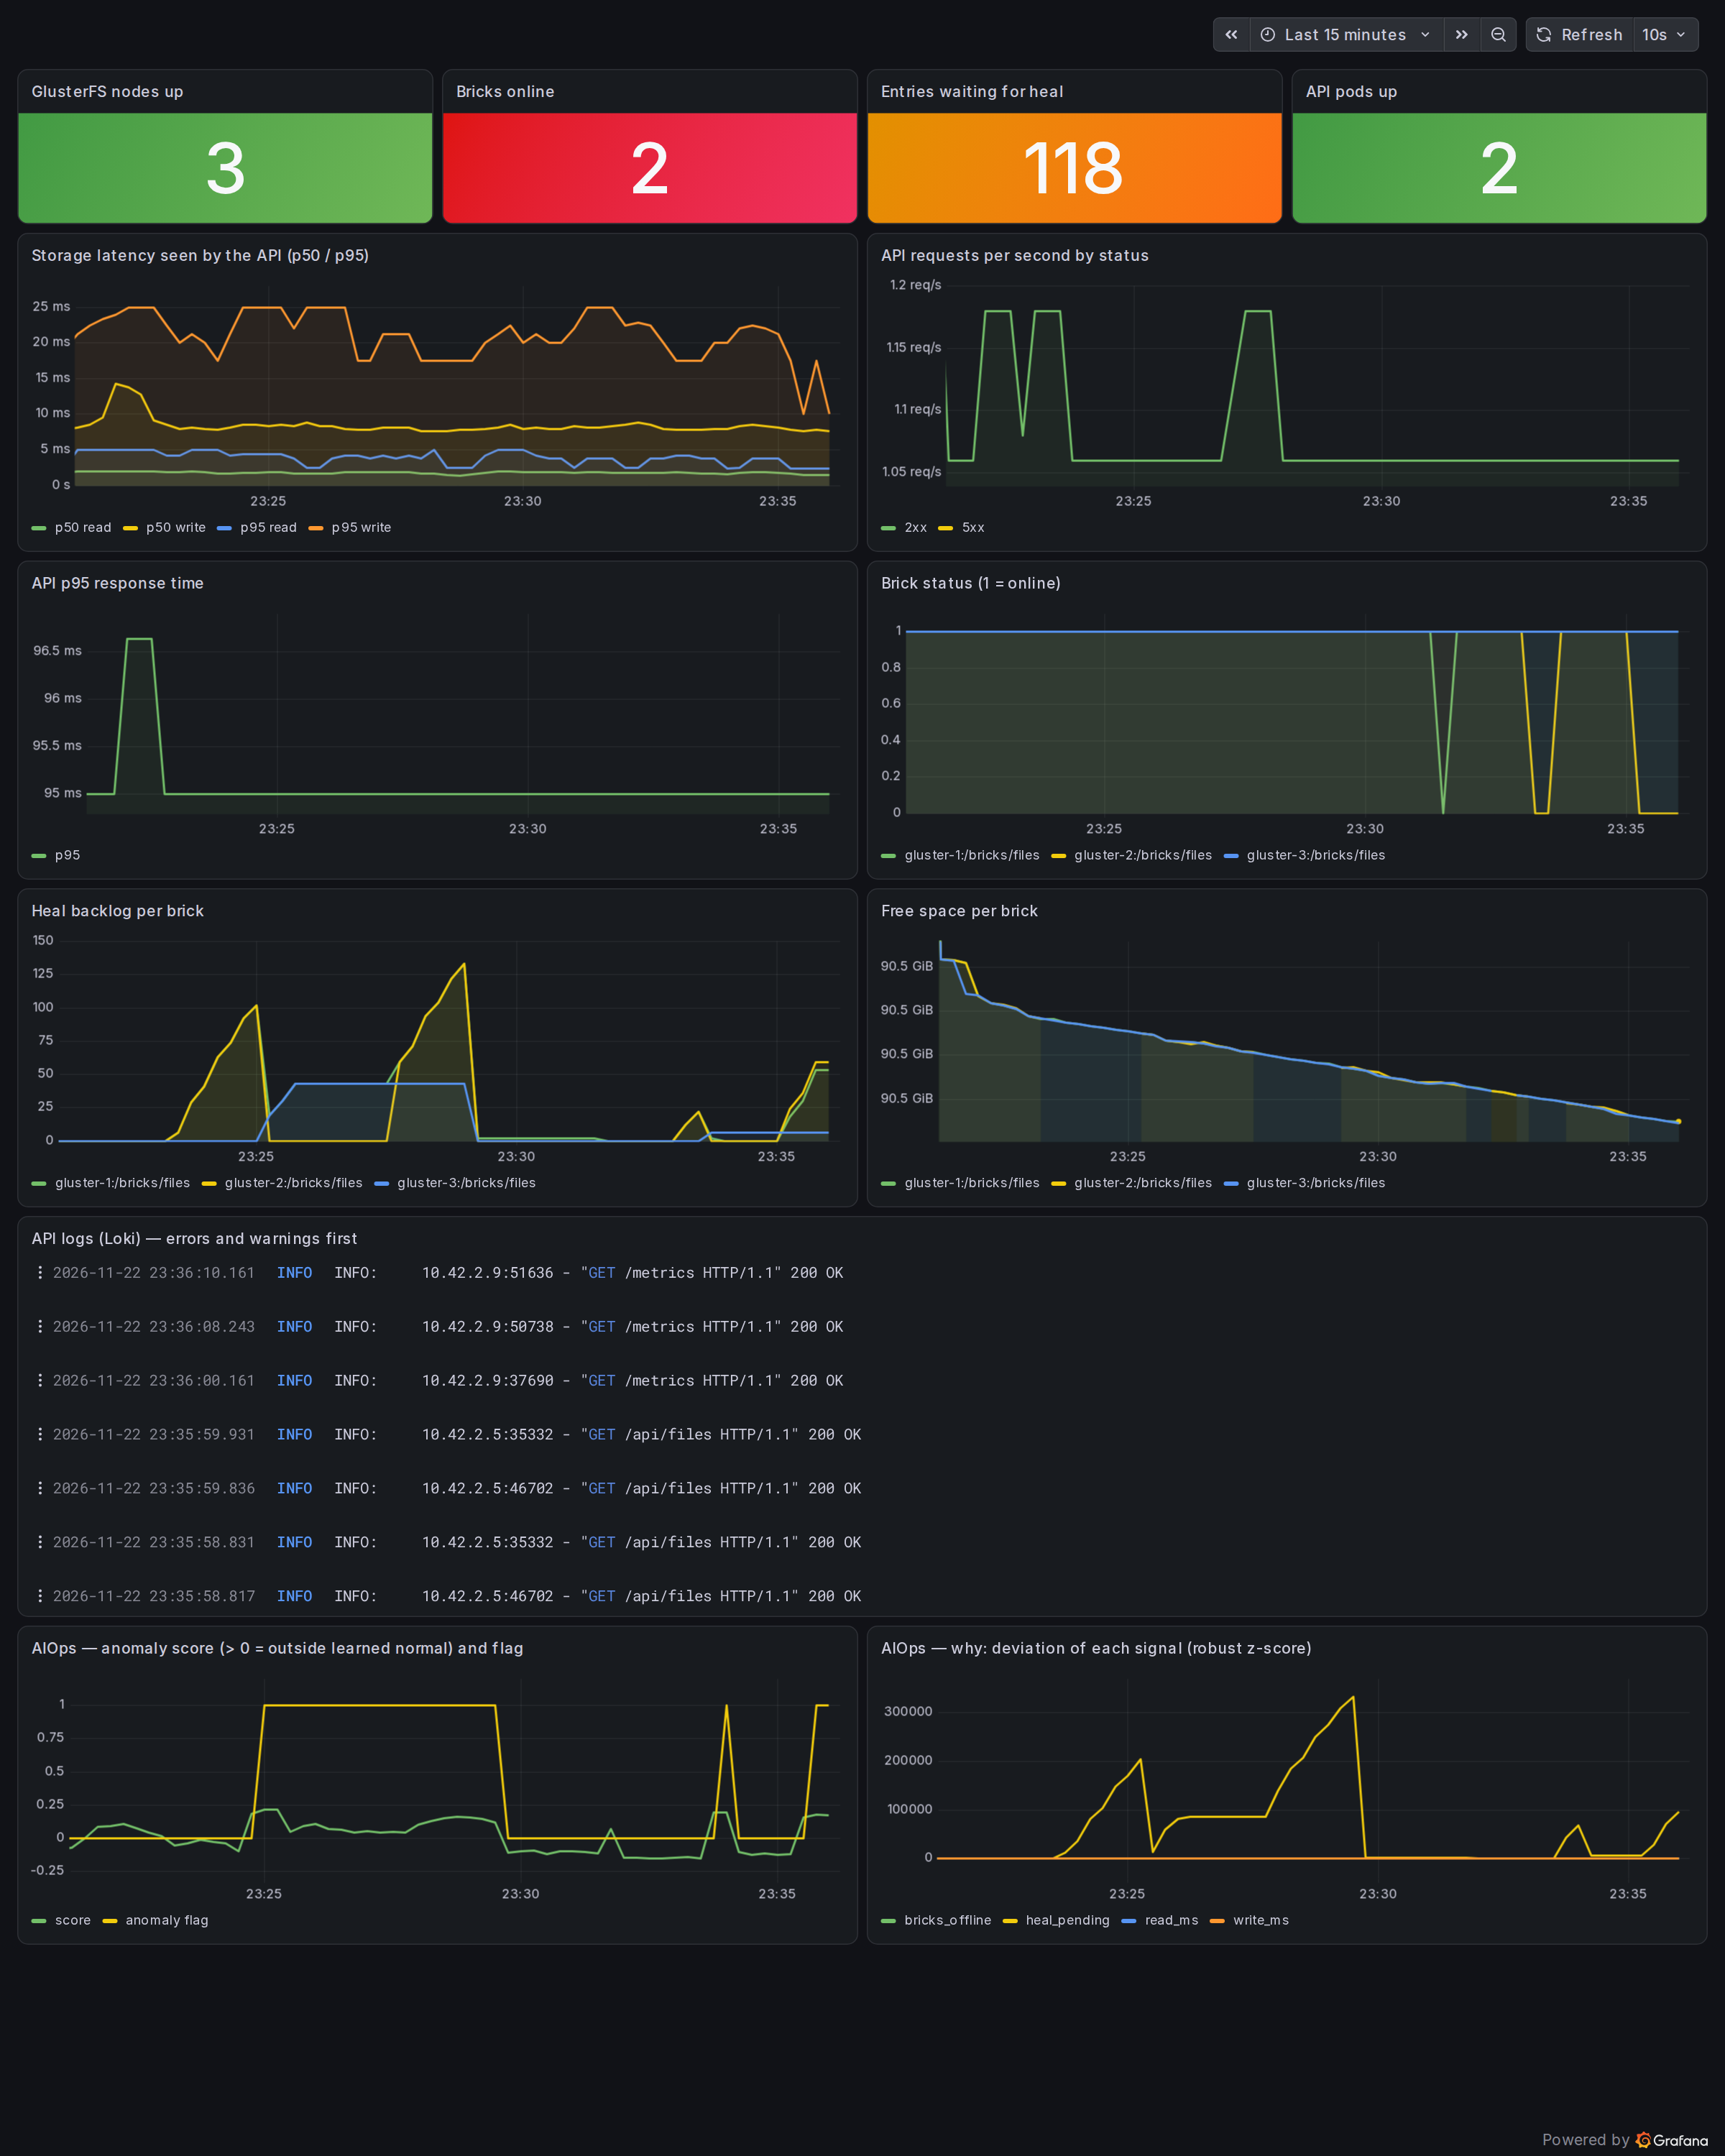 Last 15 minutes Refresh 10s
GlusterFS nodes up
3
Bricks online
2
Entries waiting for heal
118
API pods up
2
Storage latency seen by the API (p50 / p95)
25 ms
20 ms
15 ms
10 ms
5 ms
0 s
23:25 23:30 23:35
p50 read p50 write p95 read p95 write
API requests per second by status
1.2 req/s
1.15 req/s
1.1 req/s
1.05 req/s
23:25 23:30 23:35
2xx 5xx
API p95 response time
96.5 ms
96 ms
95.5 ms
95 ms
23:25 23:30 23:35
p95
Brick status (1 = online)
1
0.8
0.6
0.4
0.2
0
23:25 23:30 23:35
gluster-1:/bricks/files gluster-2:/bricks/files gluster-3:/bricks/files
Heal backlog per brick
150
125
100
75
50
25
0
23:25 23:30 23:35
gluster-1:/bricks/files gluster-2:/bricks/files gluster-3:/bricks/files
Free space per brick
90.5 GiB
90.5 GiB
90.5 GiB
90.5 GiB
23:25 23:30 23:35
gluster-1:/bricks/files gluster-2:/bricks/files gluster-3:/bricks/files
API logs (Loki) — errors and warnings first
2026-11-22 23:36:10.161 INFO INFO: 10.42.2.9:51636 - "GET /metrics HTTP/1.1" 200 OK
2026-11-22 23:36:08.243 INFO INFO: 10.42.2.9:50738 - "GET /metrics HTTP/1.1" 200 OK
2026-11-22 23:36:00.161 INFO INFO: 10.42.2.9:37690 - "GET /metrics HTTP/1.1" 200 OK
2026-11-22 23:35:59.931 INFO INFO: 10.42.2.5:35332 - "GET /api/files HTTP/1.1" 200 OK
2026-11-22 23:35:59.836 INFO INFO: 10.42.2.5:46702 - "GET /api/files HTTP/1.1" 200 OK
2026-11-22 23:35:58.831 INFO INFO: 10.42.2.5:35332 - "GET /api/files HTTP/1.1" 200 OK
2026-11-22 23:35:58.817 INFO INFO: 10.42.2.5:46702 - "GET /api/files HTTP/1.1" 200 OK
AIOps — anomaly score (> 0 = outside learned normal) and flag
1
0.75
0.5
0.25
0
-0.25
23:25 23:30 23:35
score anomaly flag
AIOps — why: deviation of each signal (robust z-score)
300000
200000
100000
0
23:25 23:30 23:35
bricks_offline heal_pending read_ms write_ms
Powered by Grafana